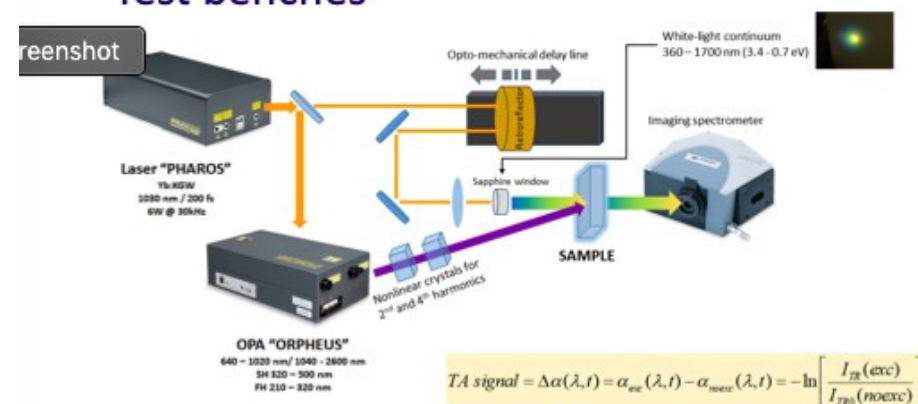 Test benches
reenshot
White-light continuum
360 – 1700 nm (3.4 - 0.7 eV)
Opto-mechanical delay line
Retroreflector
Imaging spectrometer
Laser "PHAROS"
Yb:KGW
1030 nm / 200 fs
6W @ 30kHz
Sapphire window
SAMPLE
Nonlinear crystals for
2nd and 4th harmonics
OPA "ORPHEUS"
640 – 1020 nm/ 1040 - 2600 nm
SH 320 – 500 nm
FH 210 – 320 nm
TA signal = Δα(λ,t) = α_exc(λ,t) − α_noexc(λ,t) = −ln[ I_TR(exc) / I_TR0(noexc) ]